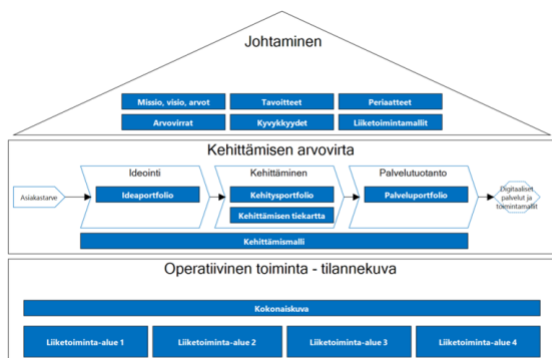 Johtaminen
Missio, visio, arvot
Tavoitteet
Periaatteet
Arvovirrat
Kyvykkyydet
Liiketoimintamallit
Kehittämisen arvovirta
Ideointi
Kehittäminen
Palvelutuotanto
Asiakastarve
Ideaportfolio
Kehitysportfolio
Palveluportfolio
Digitaaliset
palvelut ja
toimintamallit
Kehittämisen tiekartta
Kehittämismalli
Operatiivinen toiminta - tilannekuva
Kokonaiskuva
Liiketoiminta-alue 1
Liiketoiminta-alue 2
Liiketoiminta-alue 3
Liiketoiminta-alue 4